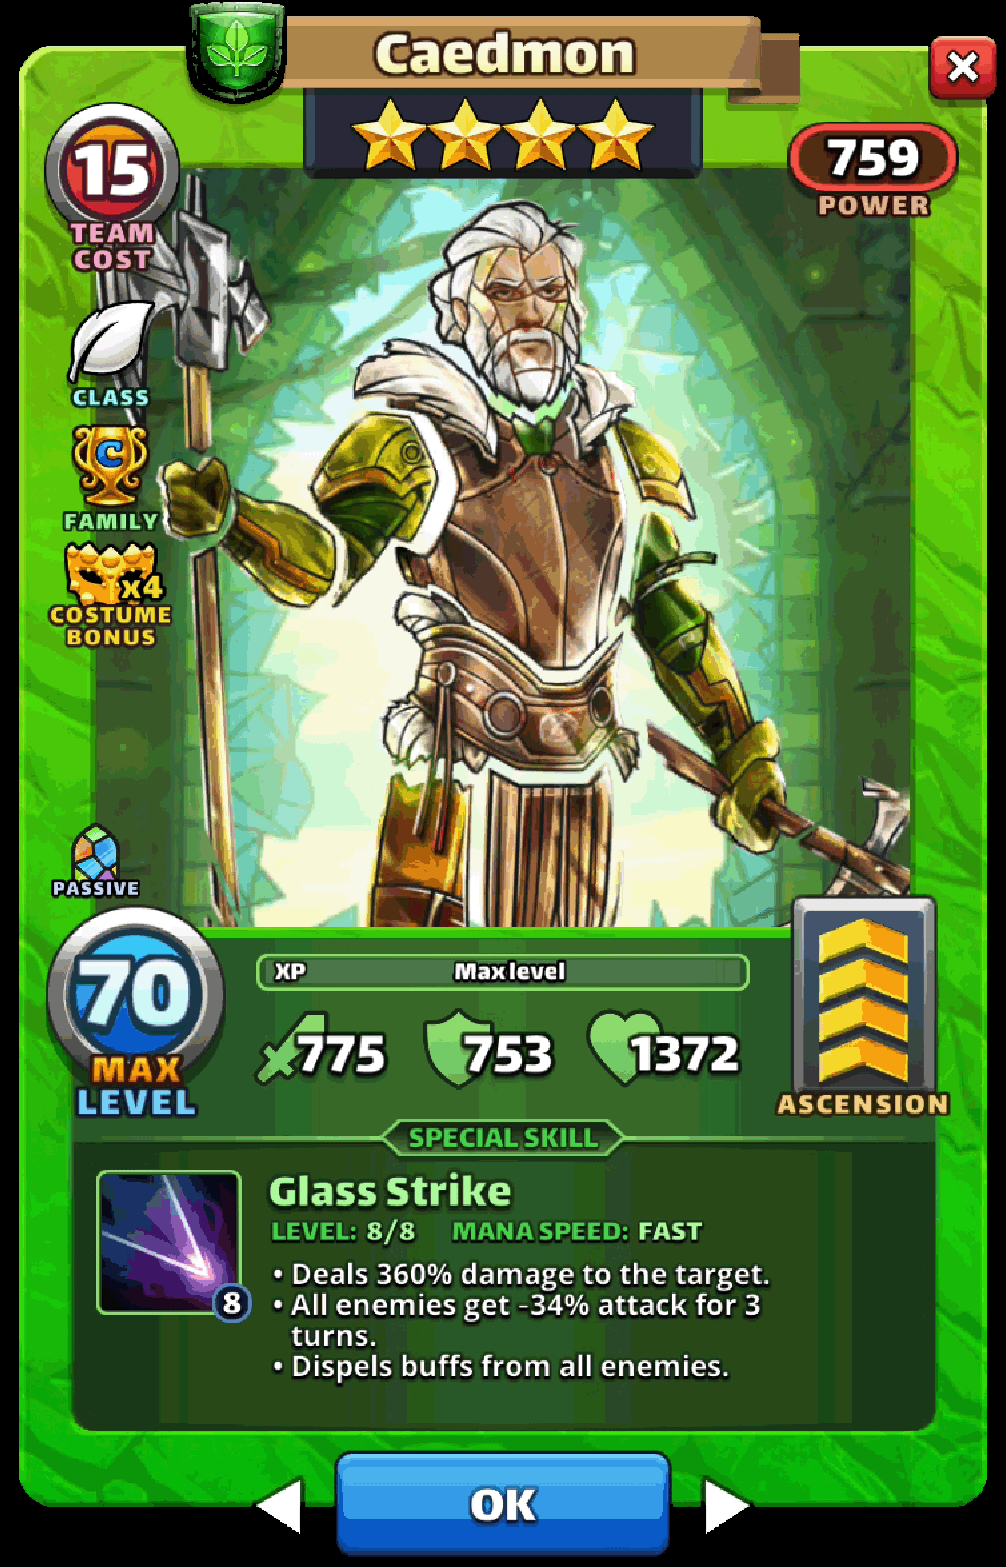 Caedmon
15
TEAM
COST
759
POWER
CLASS
C
FAMILY
x4
COSTUME
BONUS
PASSIVE
70
MAX
LEVEL
XP Max level
775 753 1372
ASCENSION
SPECIAL SKILL
Glass Strike
LEVEL: 8/8 MANA SPEED: FAST
8
• Deals 360% damage to the target.
• All enemies get -34% attack for 3
turns.
• Dispels buffs from all enemies.
OK